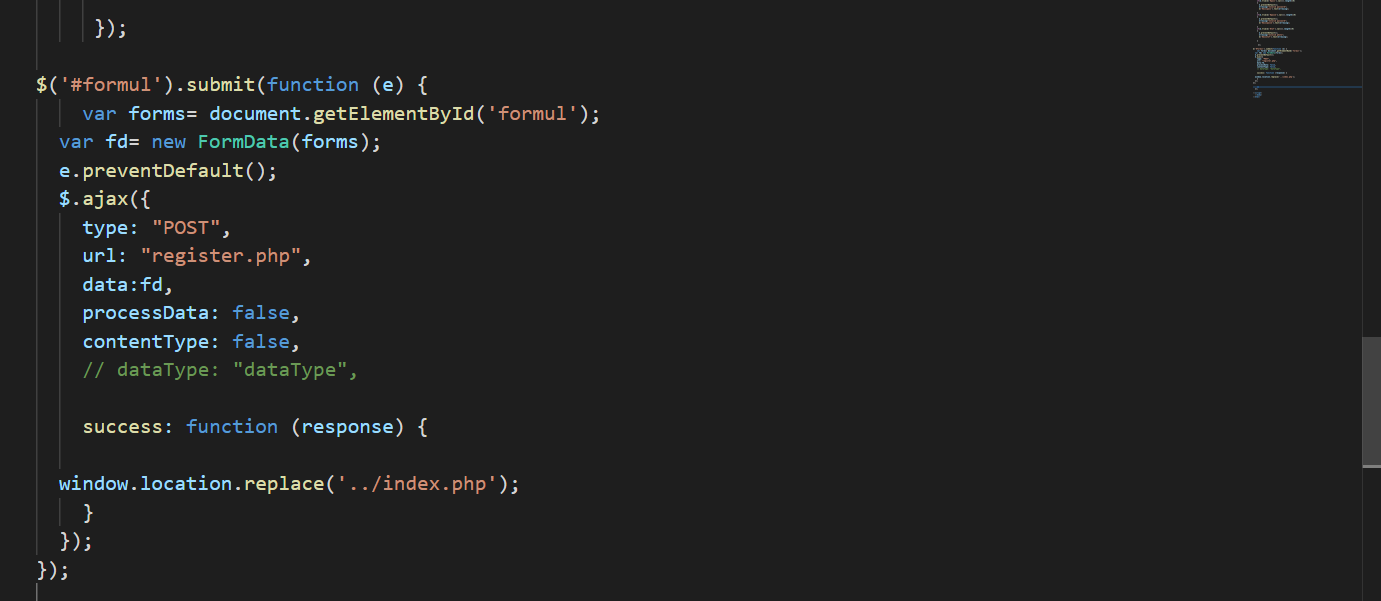 });
$('#formul').submit(function (e) {
var forms= document.getElementById('formul');
var fd= new FormData(forms);
e.preventDefault();
$.ajax({
type: "POST",
url: "register.php",
data:fd,
processData: false,
contentType: false,
// dataType: "dataType",
success: function (response) {
window.location.replace('../index.php');
}
});
});